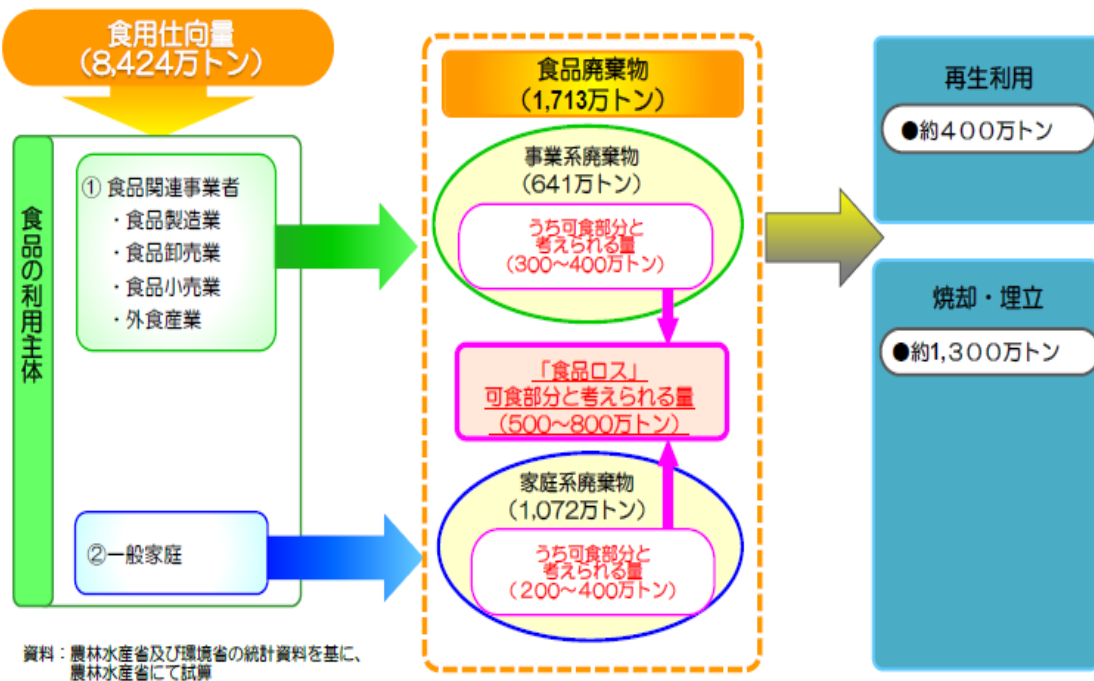 食用仕向量
（8,424万トン）
食品の利用主体
① 食品関連事業者
・食品製造業
・食品卸売業
・食品小売業
・外食産業
②一般家庭
食品廃棄物
（1,713万トン）
事業系廃棄物
（641万トン）
うち可食部分と
考えられる量
（300～400万トン）
「食品ロス」
可食部分と考えられる量
（500～800万トン）
家庭系廃棄物
（1,072万トン）
うち可食部分と
考えられる量
（200～400万トン）
再生利用
●約400万トン
焼却・埋立
●約1,300万トン
資料：農林水産省及び環境省の統計資料を基に、
農林水産省にて試算